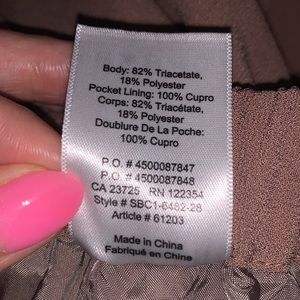 Body: 82% Triacetate,
18% Polyester
Pocket Lining: 100% Cupro
Corps: 82% Triacétate,
18% Polyester
Doublure De La Poche:
100% Cupro
P.O. # 4500087847
P.O. # 4500087848
CA 23725 RN 122354
Style # SBC1-6482-28
Article # 61203
Made in China
Fabriqué en Chine